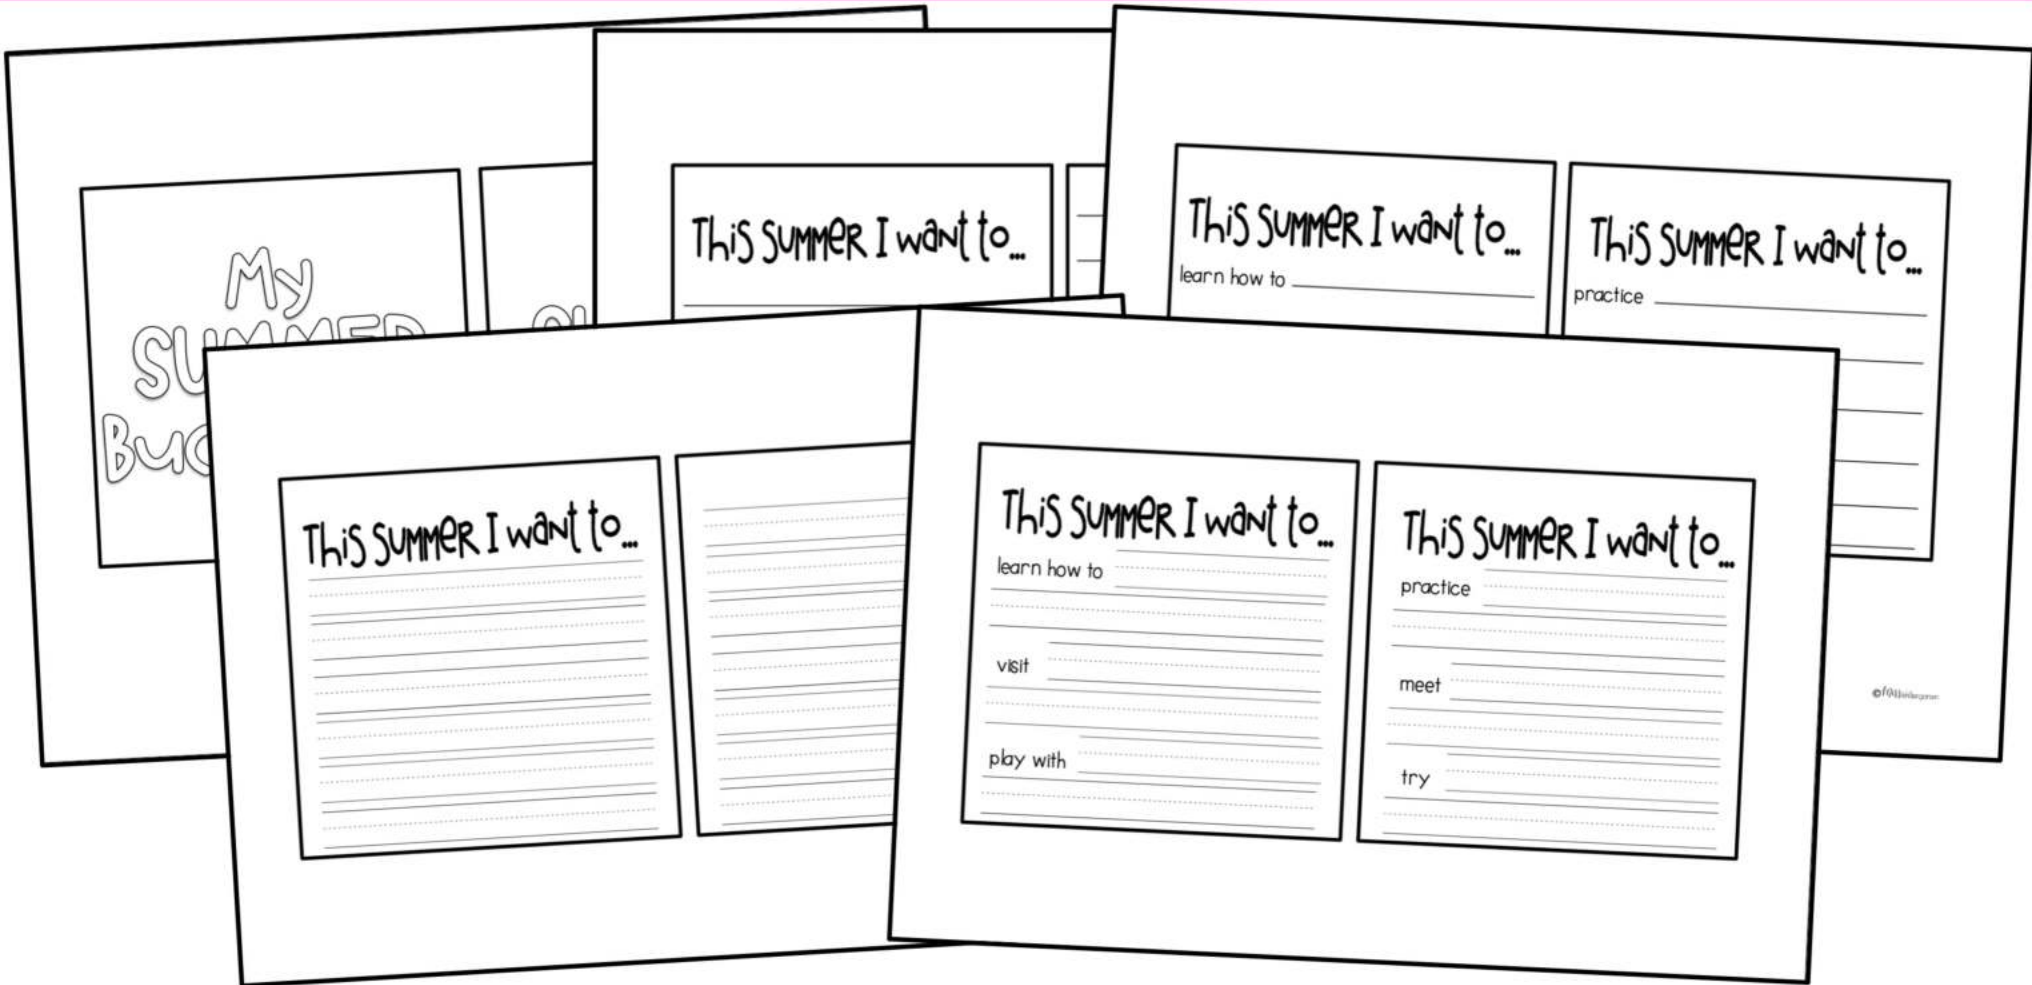 My
SUMMER
This SUMMER I want to...
This SUMMER I want to...
learn how to
This SUMMER I want to...
practice
This SUMMER I want to...
This SUMMER I want to...
learn how to
visit
play with
This SUMMER I want to...
practice
meet
try